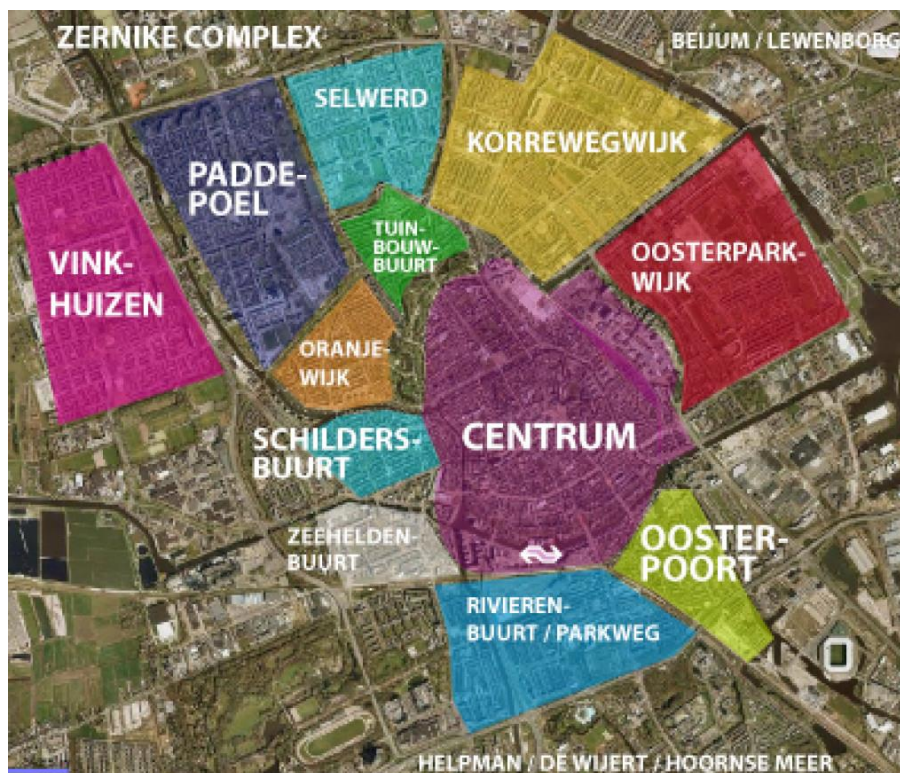 ZERNIKE COMPLEX
BEIJUM / LEWENBORG
SELWERD
KORREWEGWIJK
PADDE-
POEL
TUIN-
BOUW-
BUURT
VINK-
HUIZEN
OOSTERPARK-
WIJK
ORANJE-
WIJK
CENTRUM
SCHILDERS-
BUURT
ZEEHELDEN-
BUURT
OOSTER-
POORT
RIVIEREN-
BUURT / PARKWEG
HELPMAN / DE WIJERT / HOORNSE MEER